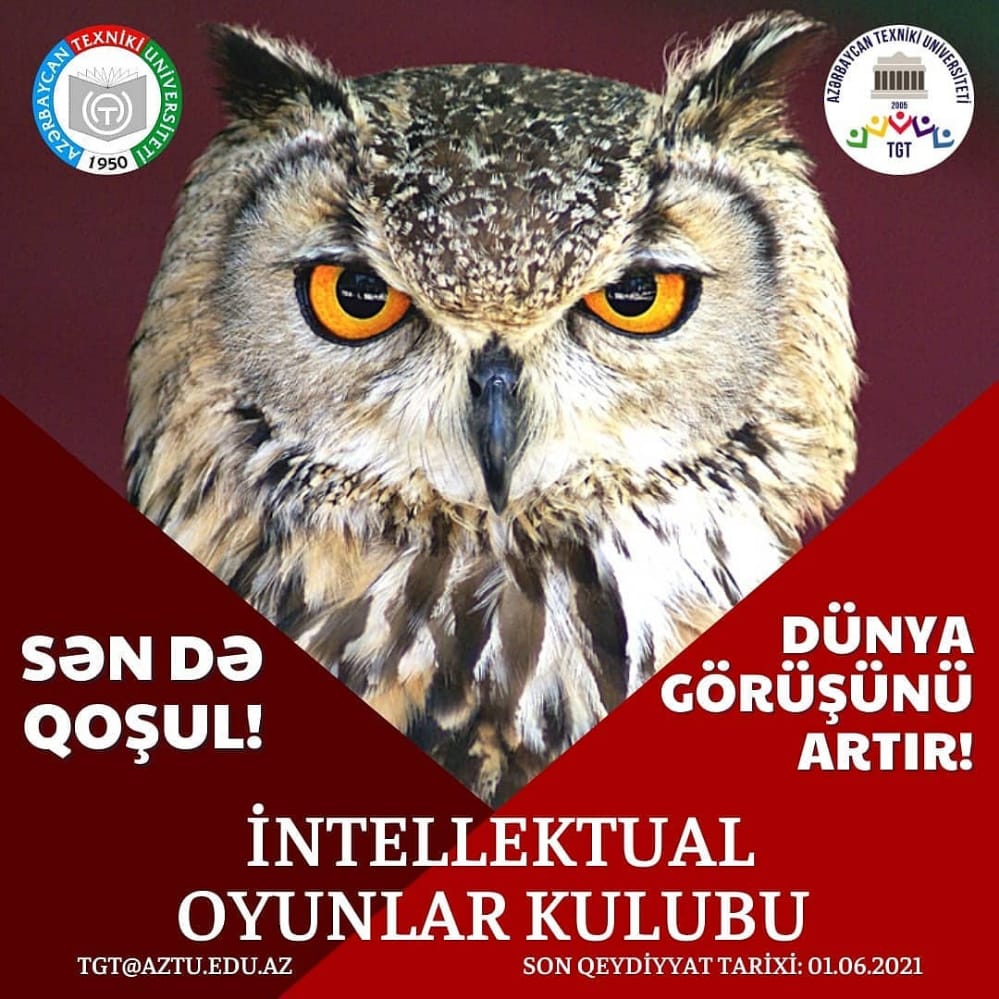 AZƏRBAYCAN TEXNİKİ UNİVERSİTETİ
1950
AZƏRBAYCAN TEXNİKİ UNİVERSİTETİ
2005
TGT
SƏN DƏ
QOŞUL!
DÜNYA
GÖRÜŞÜNÜ
ARTIR!
İNTELLEKTUAL
OYUNLAR KULUBU
TGT@AZTU.EDU.AZ
SON QEYDİYYAT TARİXİ: 01.06.2021